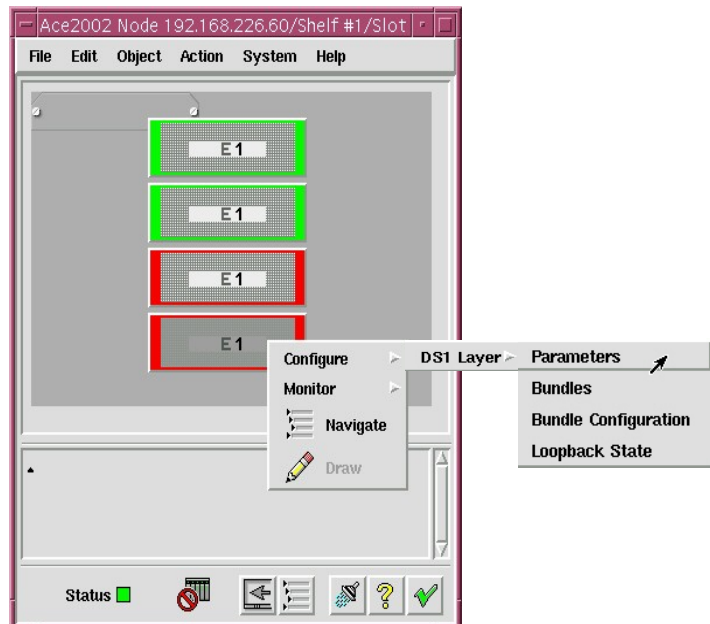 Ace2002 Node 192.168.226.60/Shelf #1/Slot
File Edit Object Action System Help
E1
E1
E1
E1
Configure
Monitor
Navigate
Draw
DS1 Layer
Parameters
Bundles
Bundle Configuration
Loopback State
Status